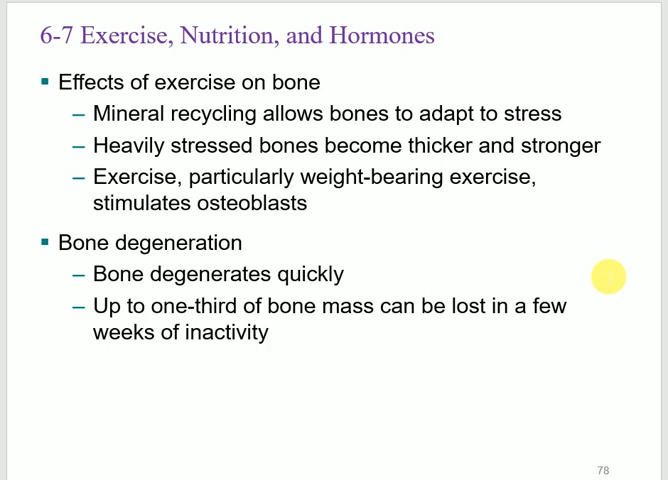 6-7 Exercise, Nutrition, and Hormones
▪ Effects of exercise on bone
– Mineral recycling allows bones to adapt to stress
– Heavily stressed bones become thicker and stronger
– Exercise, particularly weight-bearing exercise,
stimulates osteoblasts
▪ Bone degeneration
– Bone degenerates quickly
– Up to one-third of bone mass can be lost in a few
weeks of inactivity
78